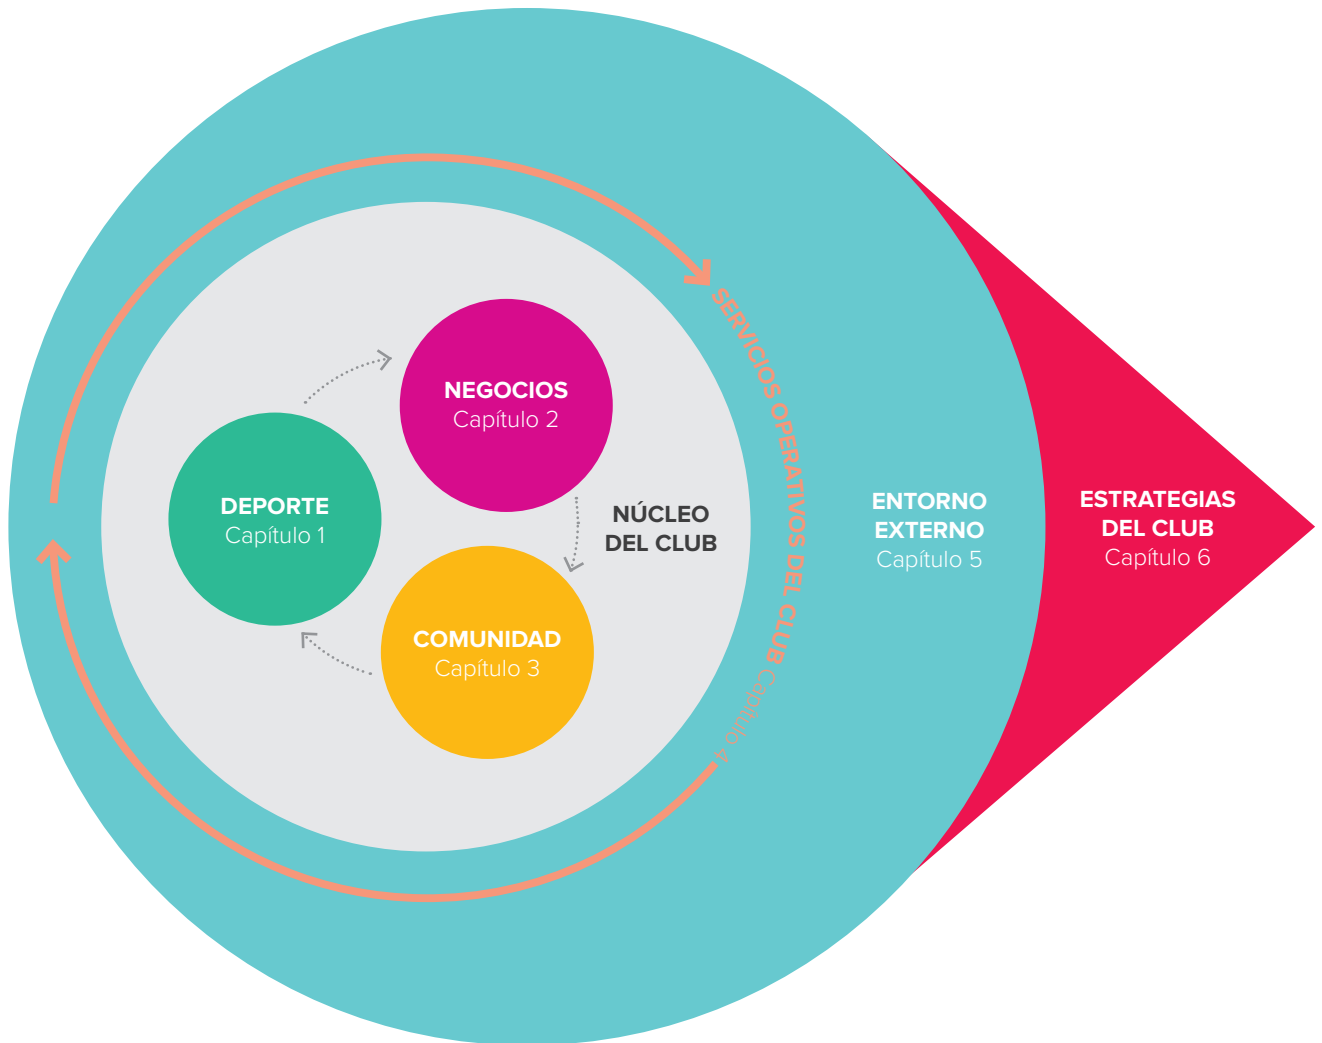 NEGOCIOS
Capítulo 2
DEPORTE
Capítulo 1
NÚCLEO
DEL CLUB
COMUNIDAD
Capítulo 3
SERVICIOS OPERATIVOS DEL CLUB Capítulo 4
ENTORNO
EXTERNO
Capítulo 5
ESTRATEGIAS
DEL CLUB
Capítulo 6